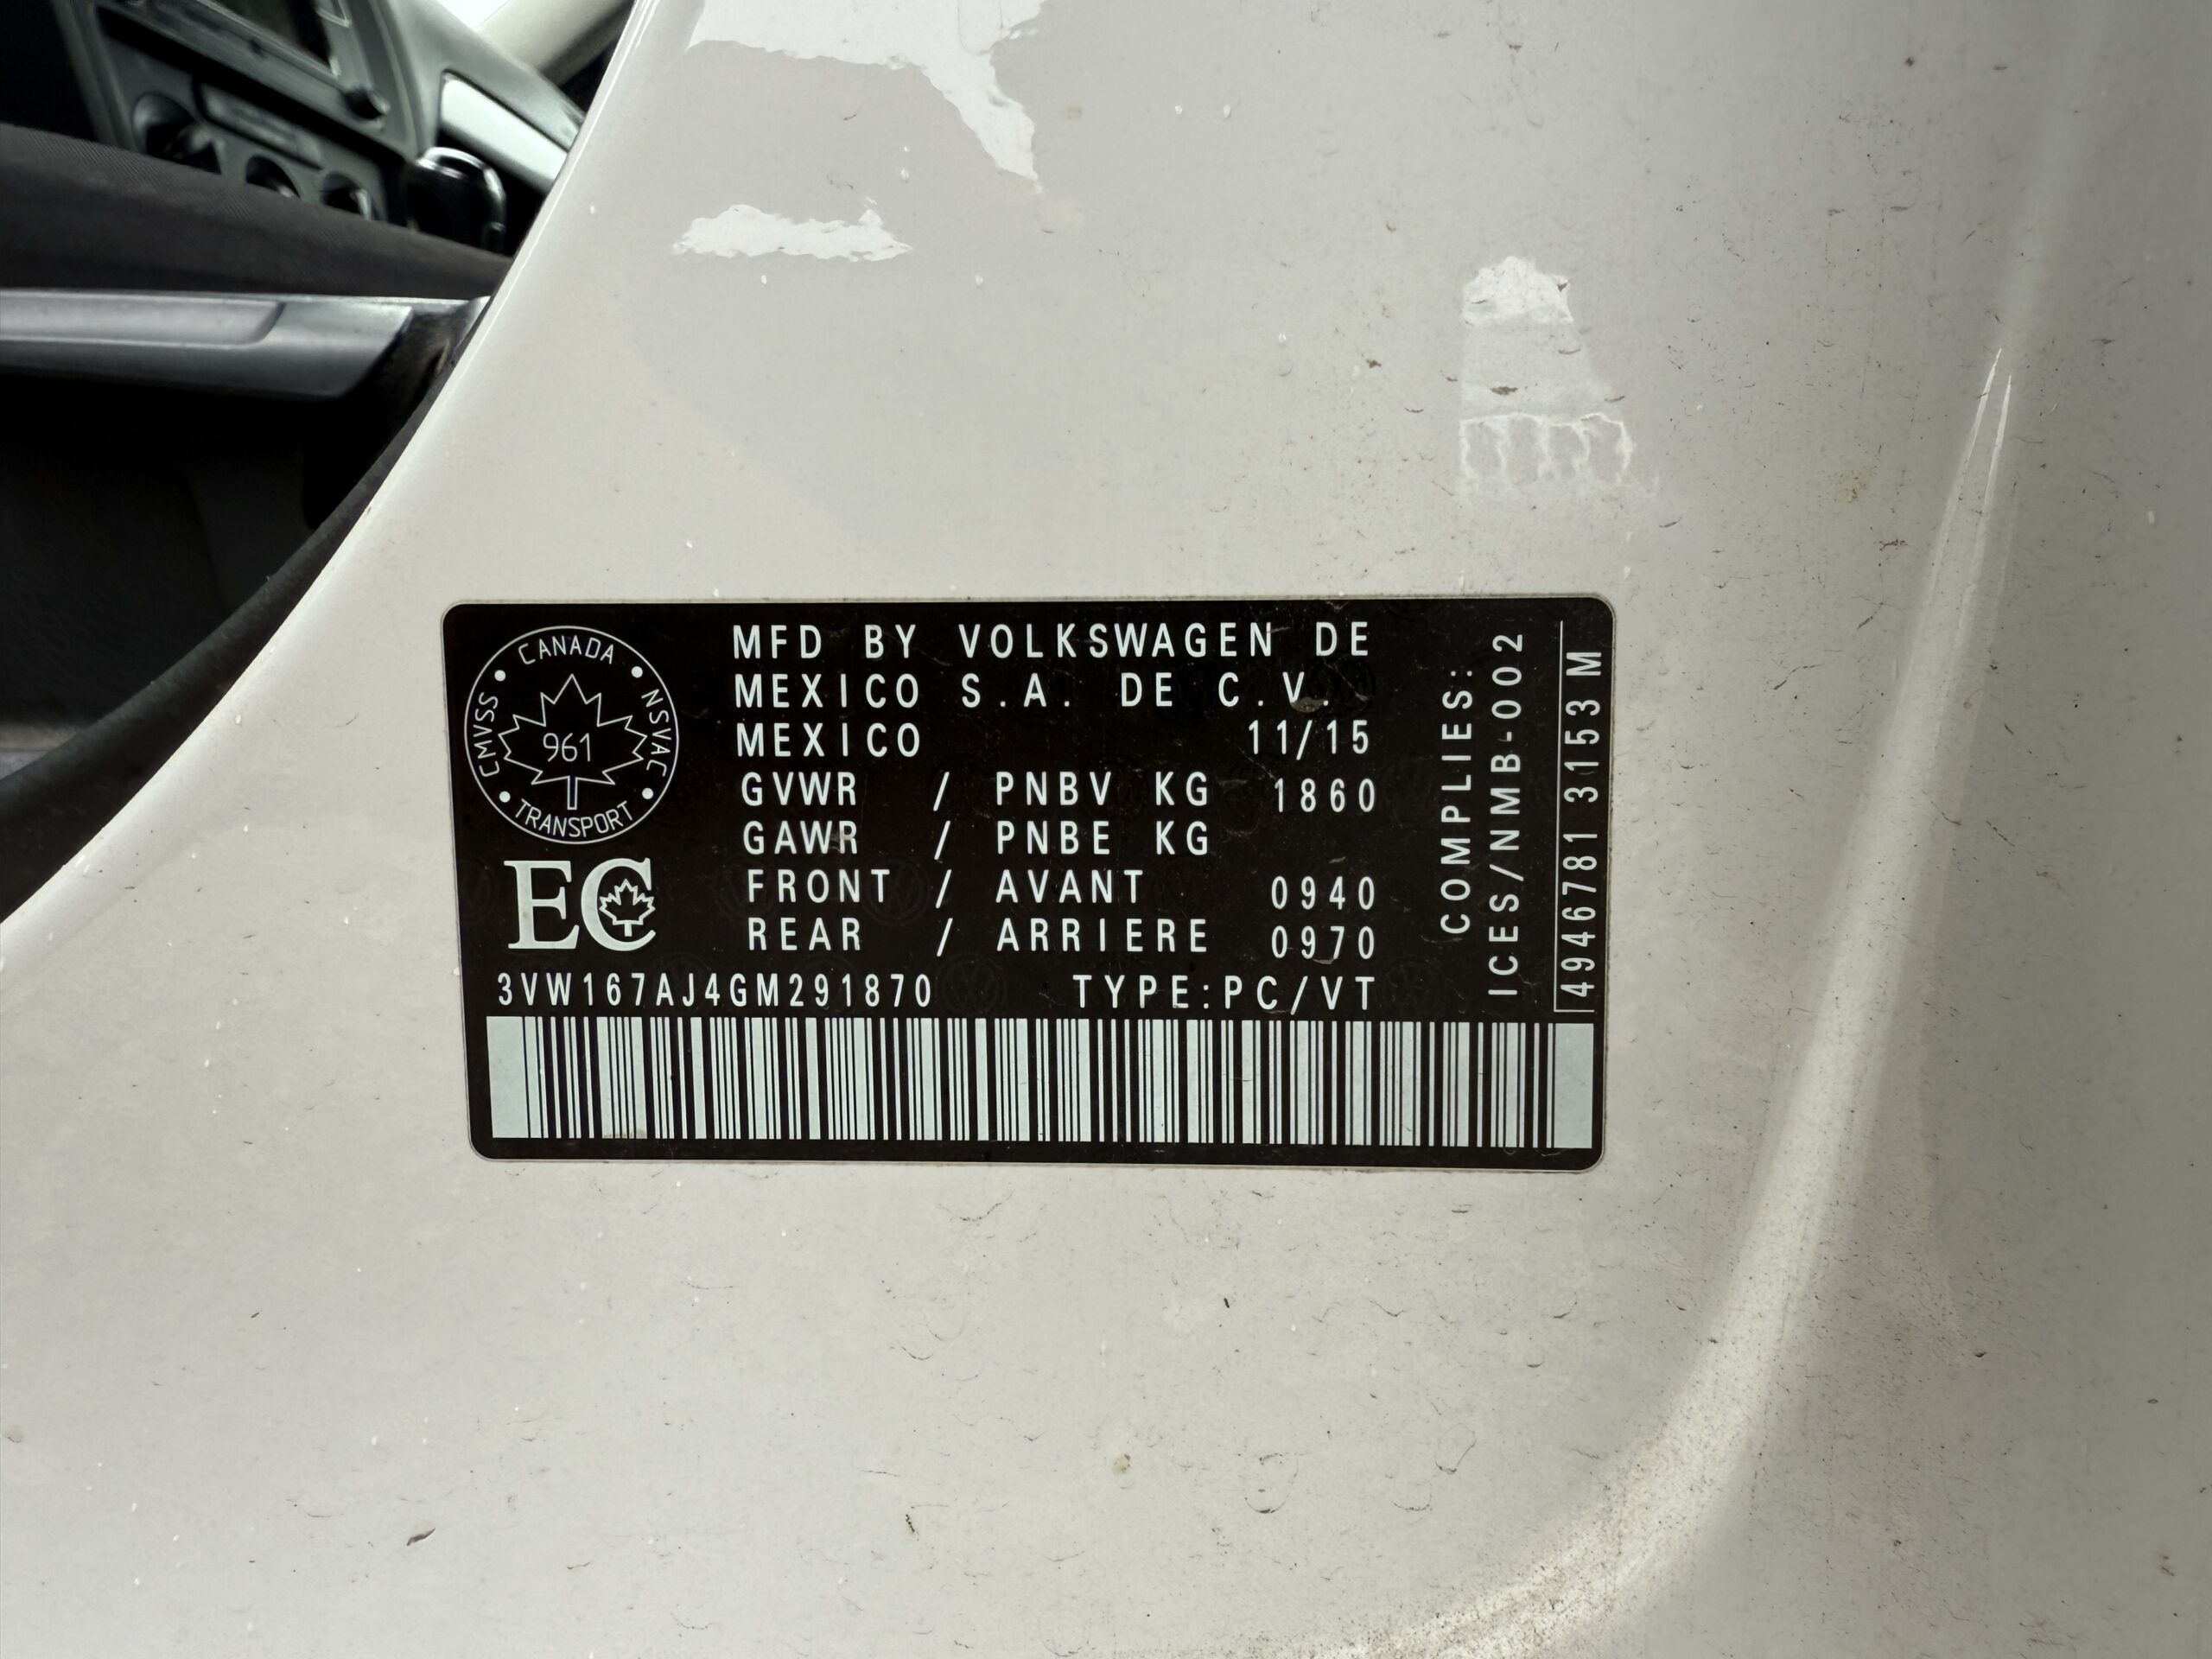 CANADA
CMVSS
NSVAC
961
TRANSPORT
EC
MFD BY VOLKSWAGEN DE
MEXICO S.A. DE C.V.
MEXICO 11/15
GVWR / PNBV KG 1860
GAWR / PNBE KG
FRONT / AVANT 0940
REAR / ARRIERE 0970
3VW167AJ4GM291870 TYPE:PC/VT
COMPLIES:
ICES/NMB-002
4946781 3153 M